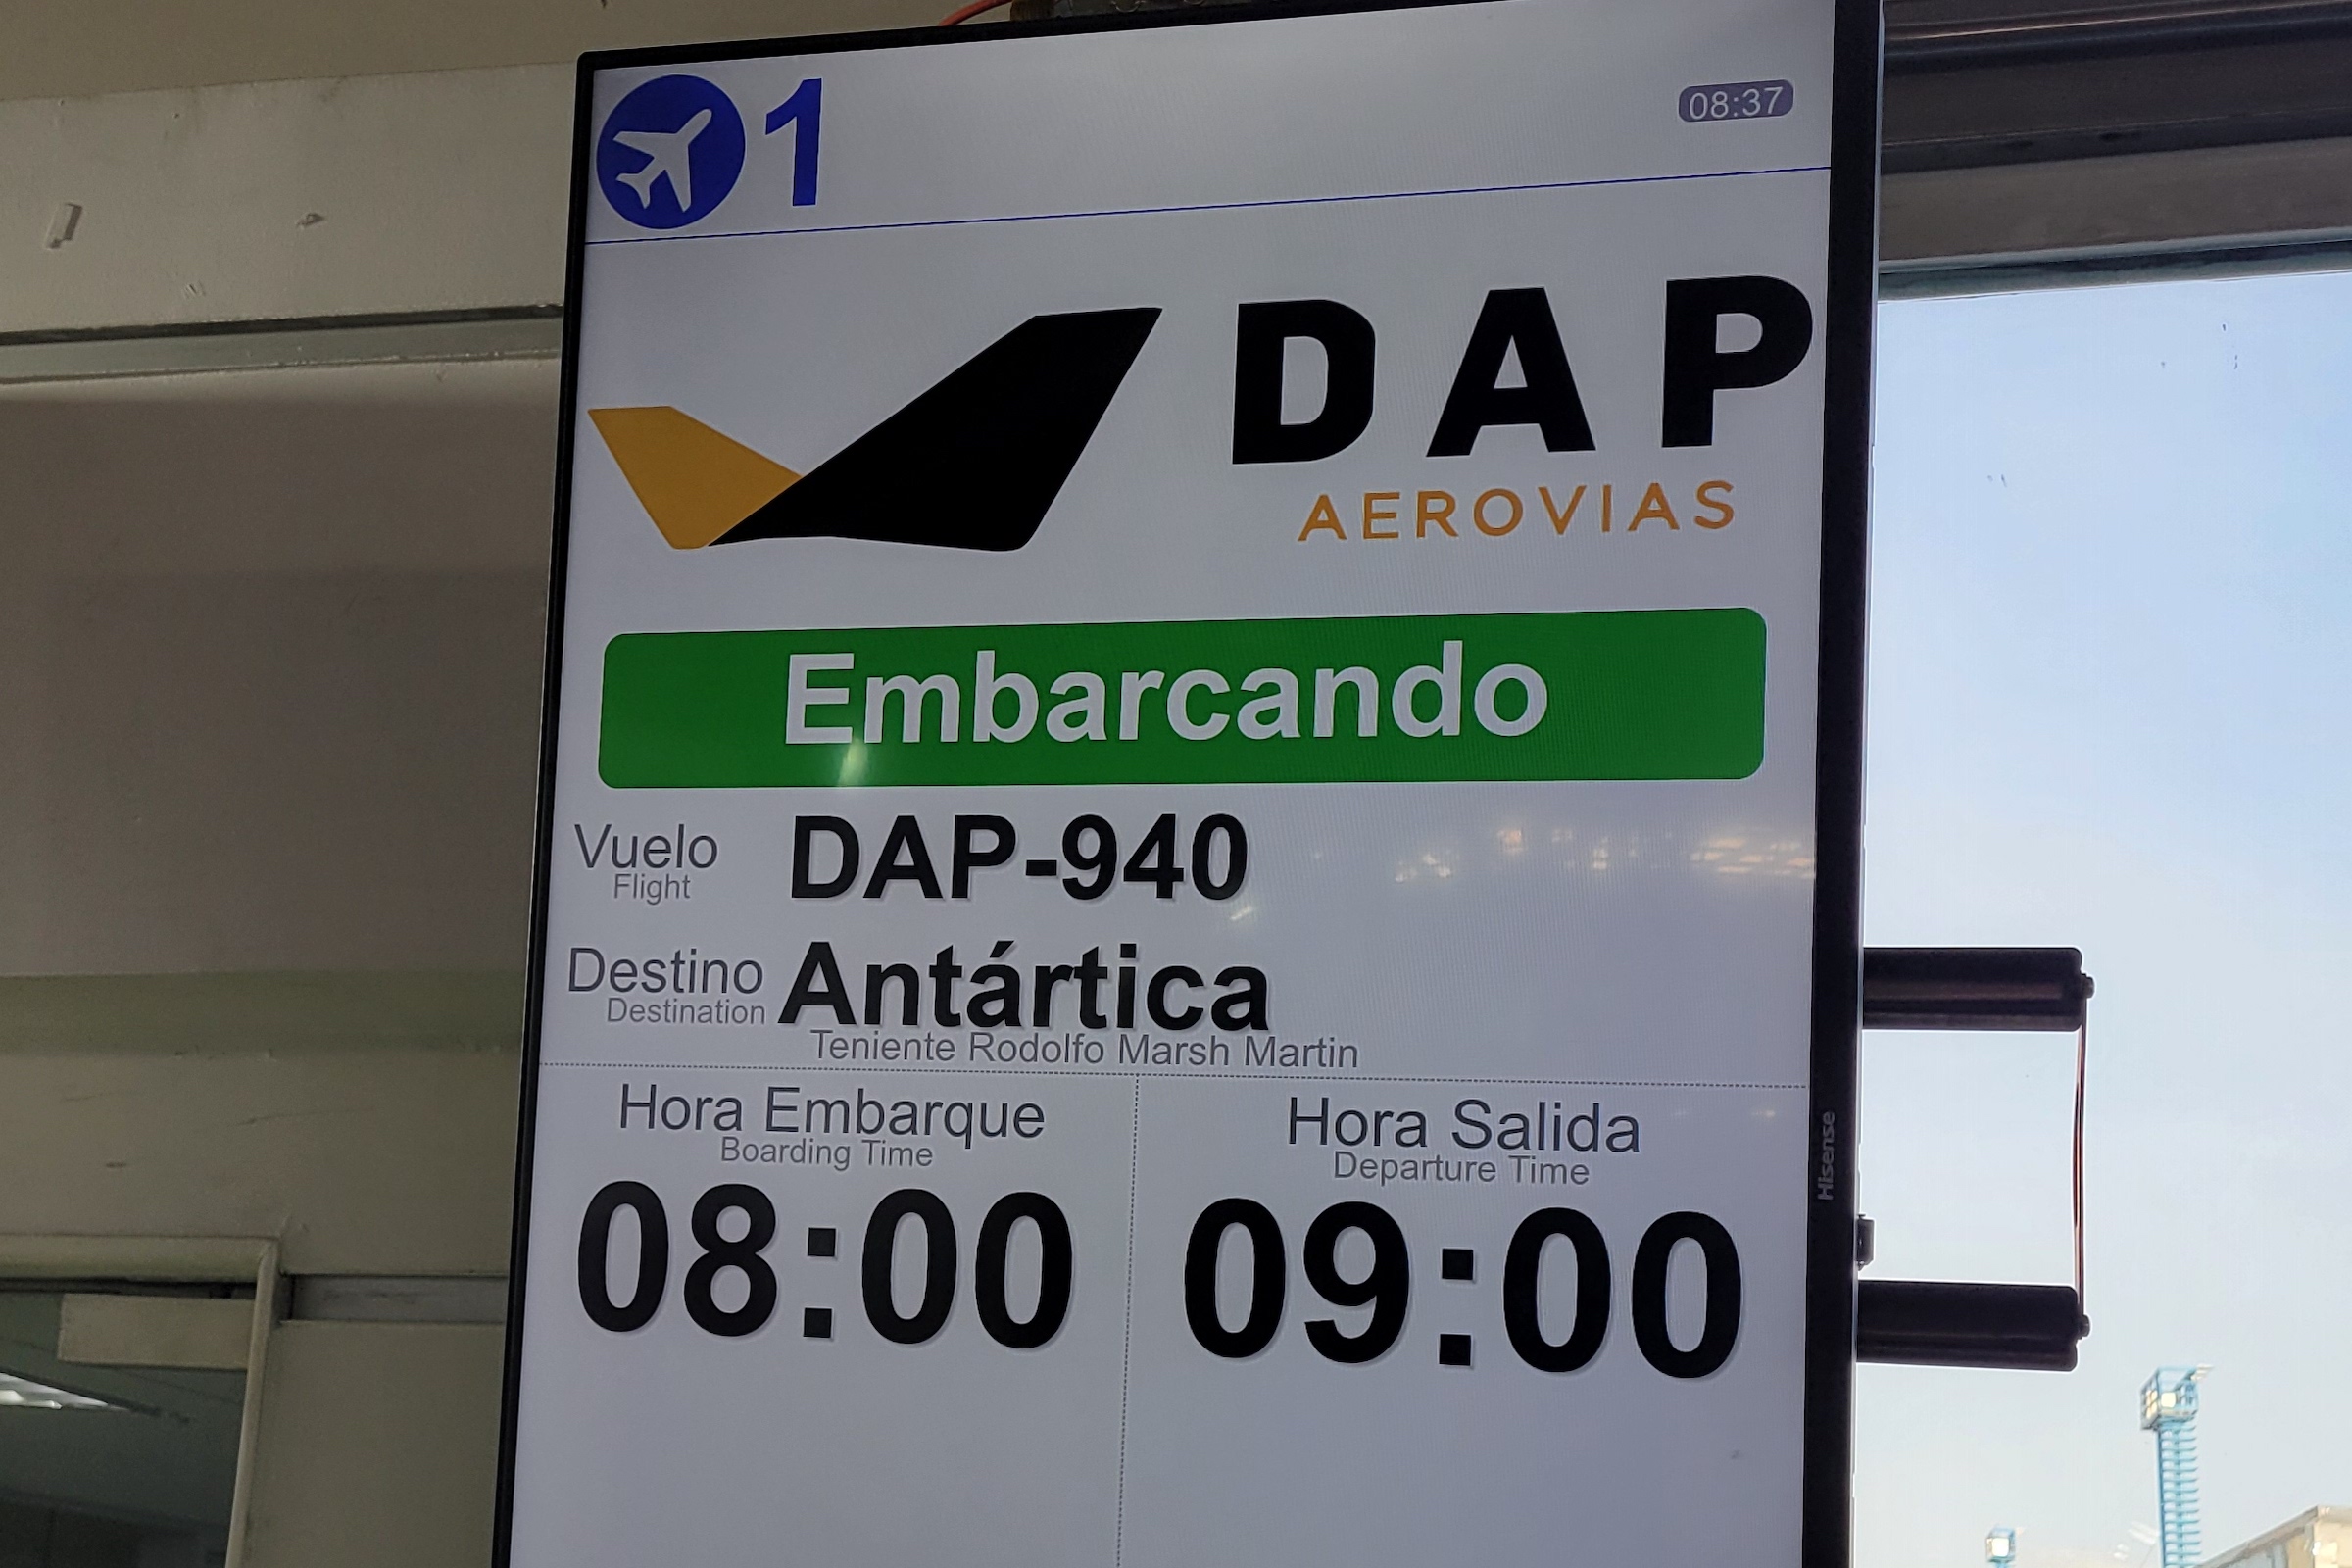 1
08:37
DAP
AEROVIAS
Embarcando
Vuelo DAP-940
Flight
Destino Antártica
Destination
Teniente Rodolfo Marsh Martin
Hora Embarque
Boarding Time
08:00
Hora Salida
Departure Time
09:00
Hisense